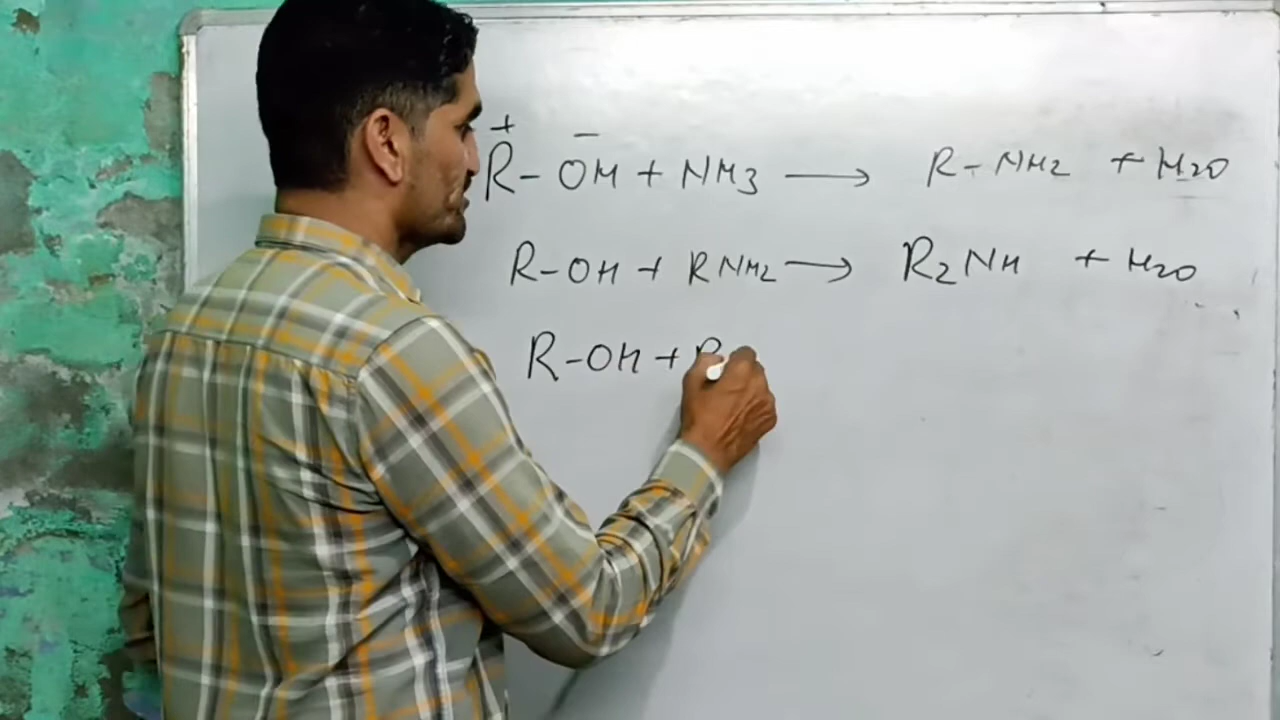 + −
R - OH + NH3 ⟶ R - NH2 + H2O
R - OH + RNH2 ⟶ R2NH + H2O
R - OH + R